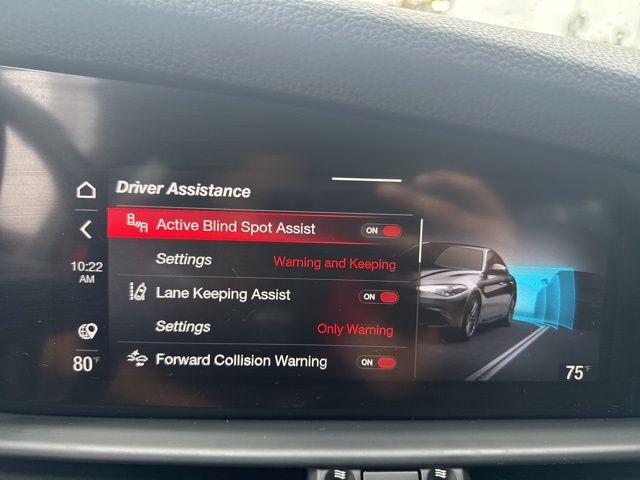 Driver Assistance
Active Blind Spot Assist ON
Settings Warning and Keeping
10:22
AM
Lane Keeping Assist ON
Settings Only Warning
Forward Collision Warning ON
80°F
75°F